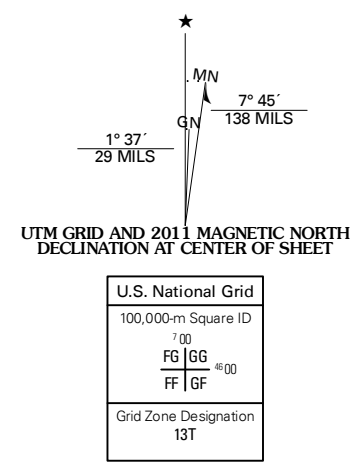 MN
GN
7° 45´
138 MILS
1° 37´
29 MILS
UTM GRID AND 2011 MAGNETIC NORTH
DECLINATION AT CENTER OF SHEET
U.S. National Grid
100,000-m Square ID
7 00
FG GG
46 00
FF GF
Grid Zone Designation
13T